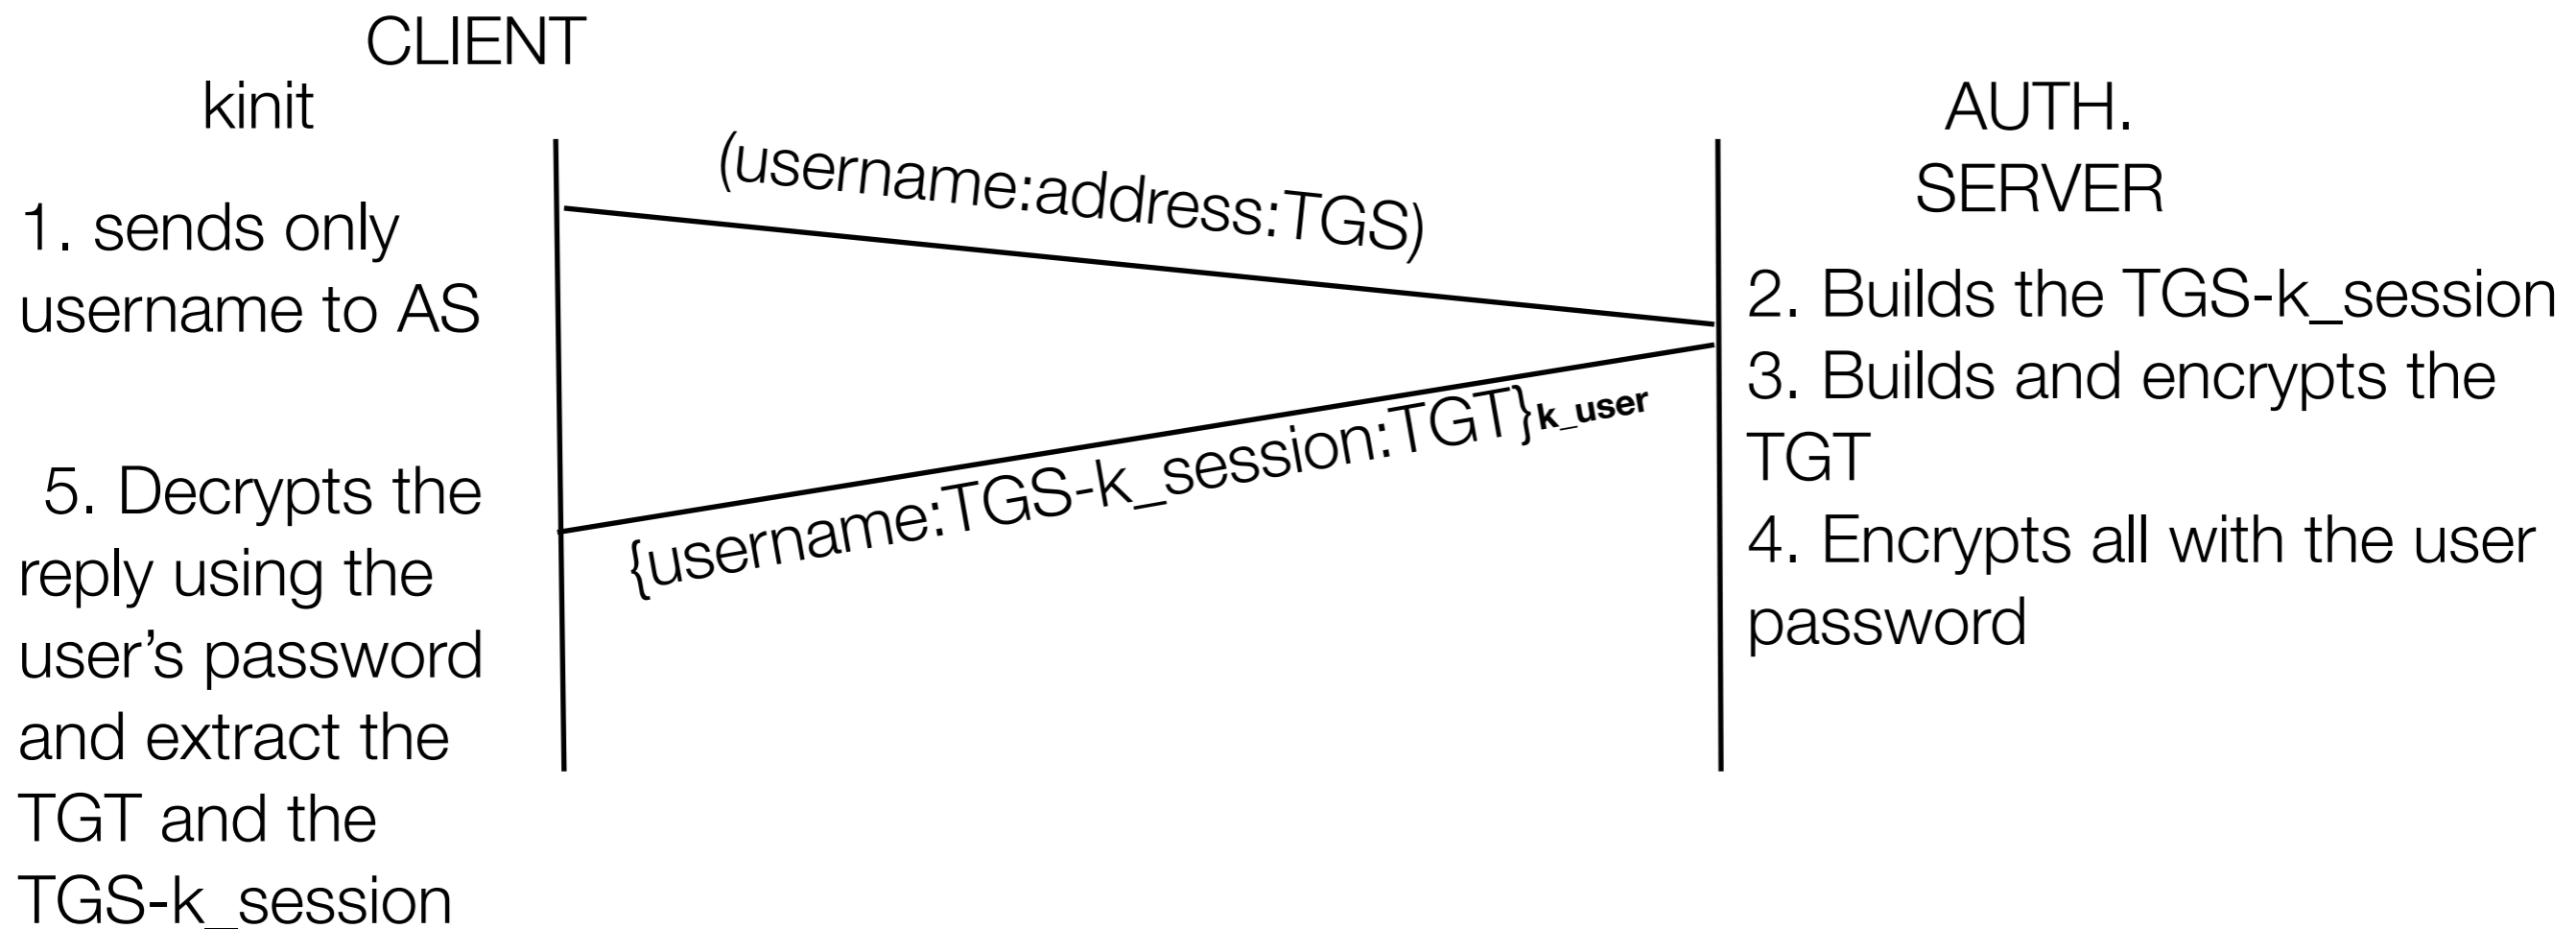 CLIENT
kinit
1. sends only
username to AS
5. Decrypts the
reply using the
user’s password
and extract the
TGT and the
TGS-k_session
(username:address:TGS)
{username:TGS-k_session:TGT}k_user
AUTH.
SERVER
2. Builds the TGS-k_session
3. Builds and encrypts the
TGT
4. Encrypts all with the user
password